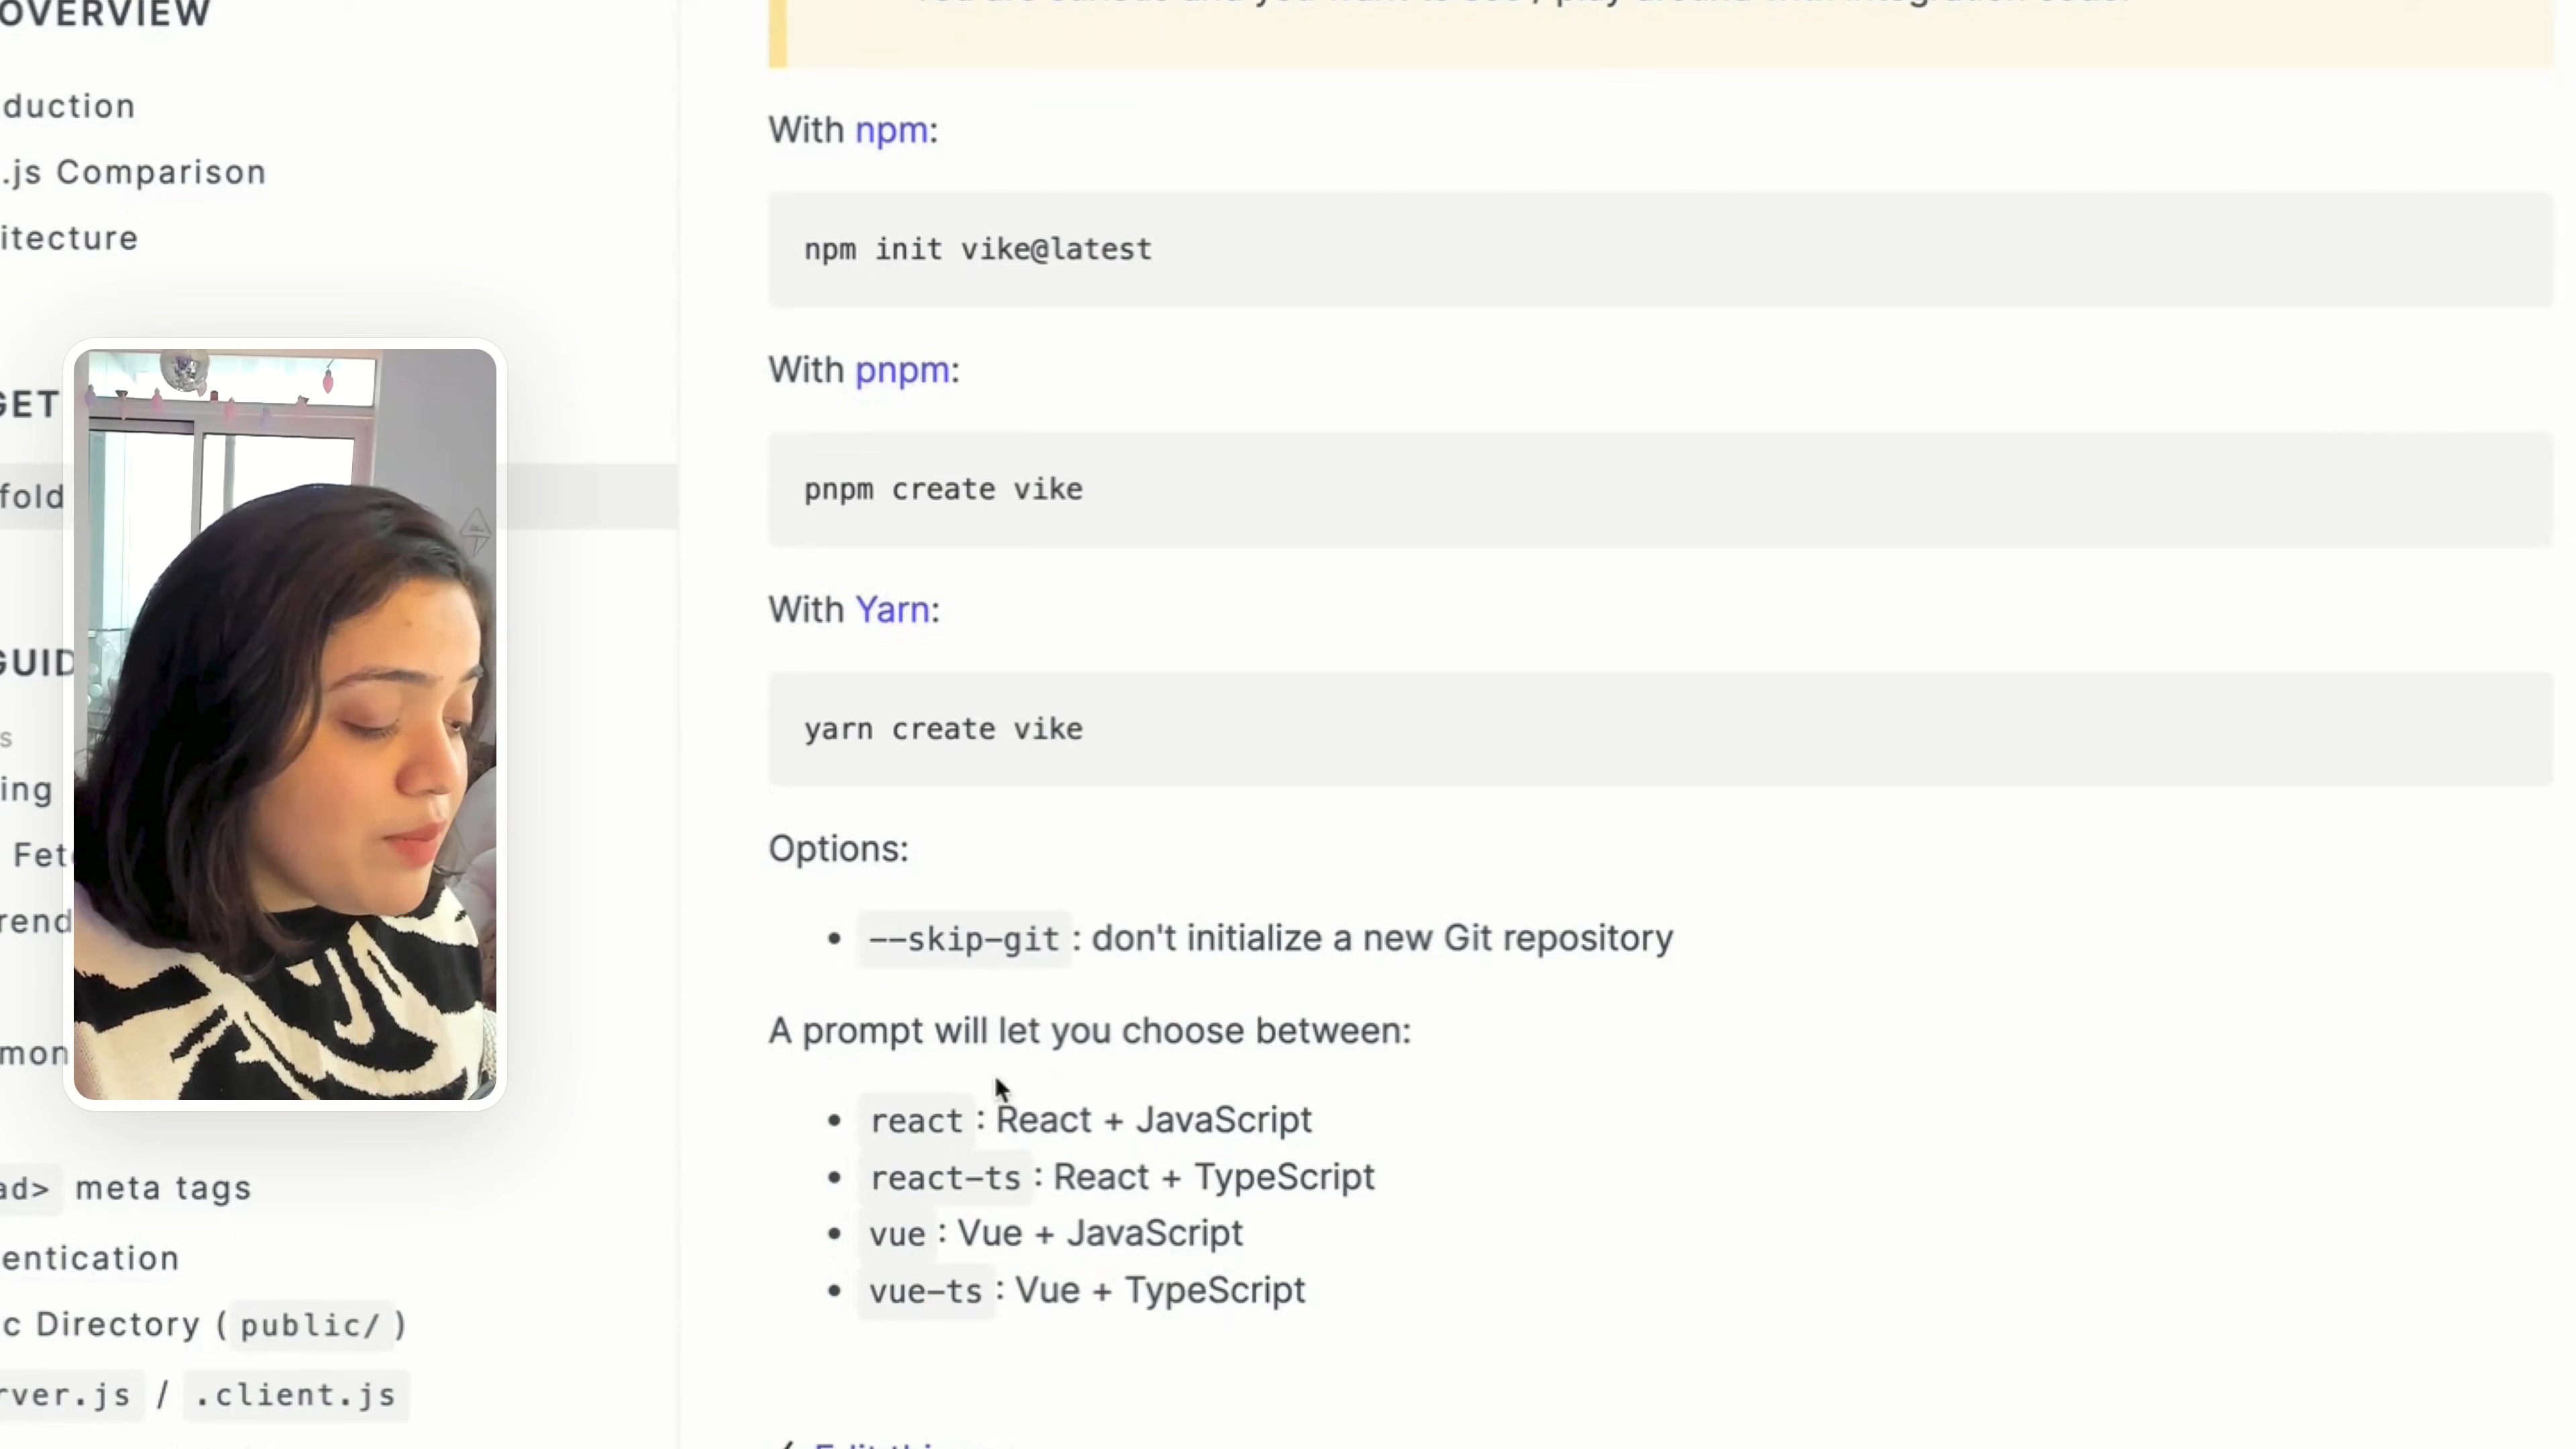 OVERVIEW
duction
.js Comparison
itecture
GET
fold
GUID
s
ing
Fet
rend
mon
ad> meta tags
entication
c Directory ( public/ )
rver.js / .client.js
With npm:
npm init vike@latest
With pnpm:
pnpm create vike
With Yarn:
yarn create vike
Options:
• --skip-git : don't initialize a new Git repository
A prompt will let you choose between:
• react : React + JavaScript
• react-ts : React + TypeScript
• vue : Vue + JavaScript
• vue-ts : Vue + TypeScript